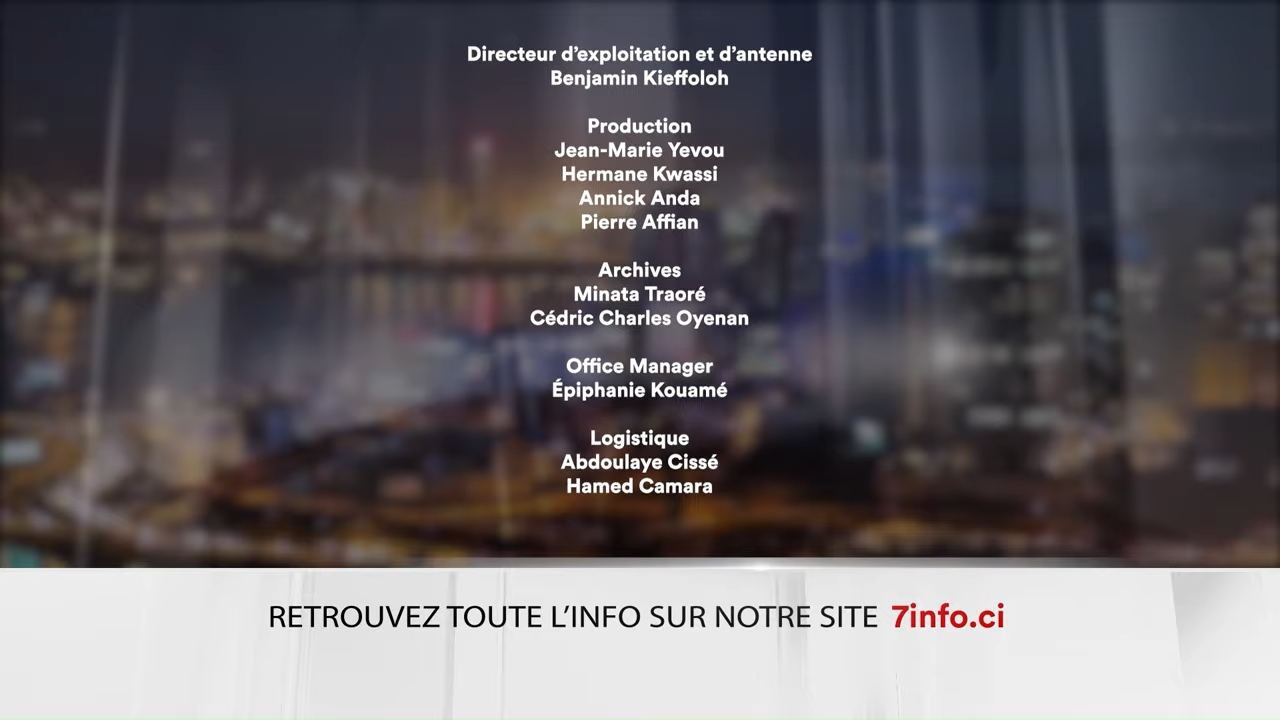 Directeur d’exploitation et d’antenne
Benjamin Kieffoloh
Production
Jean-Marie Yevou
Hermane Kwassi
Annick Anda
Pierre Affian
Archives
Minata Traoré
Cédric Charles Oyenan
Office Manager
Épiphanie Kouamé
Logistique
Abdoulaye Cissé
Hamed Camara
RETROUVEZ TOUTE L’INFO SUR NOTRE SITE 7info.ci